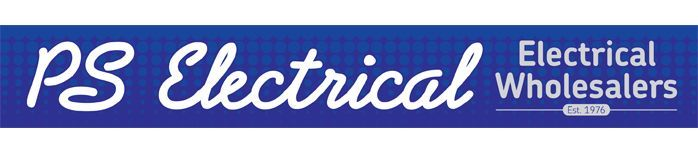 PS Electrical
Electrical
Wholesalers
Est. 1976